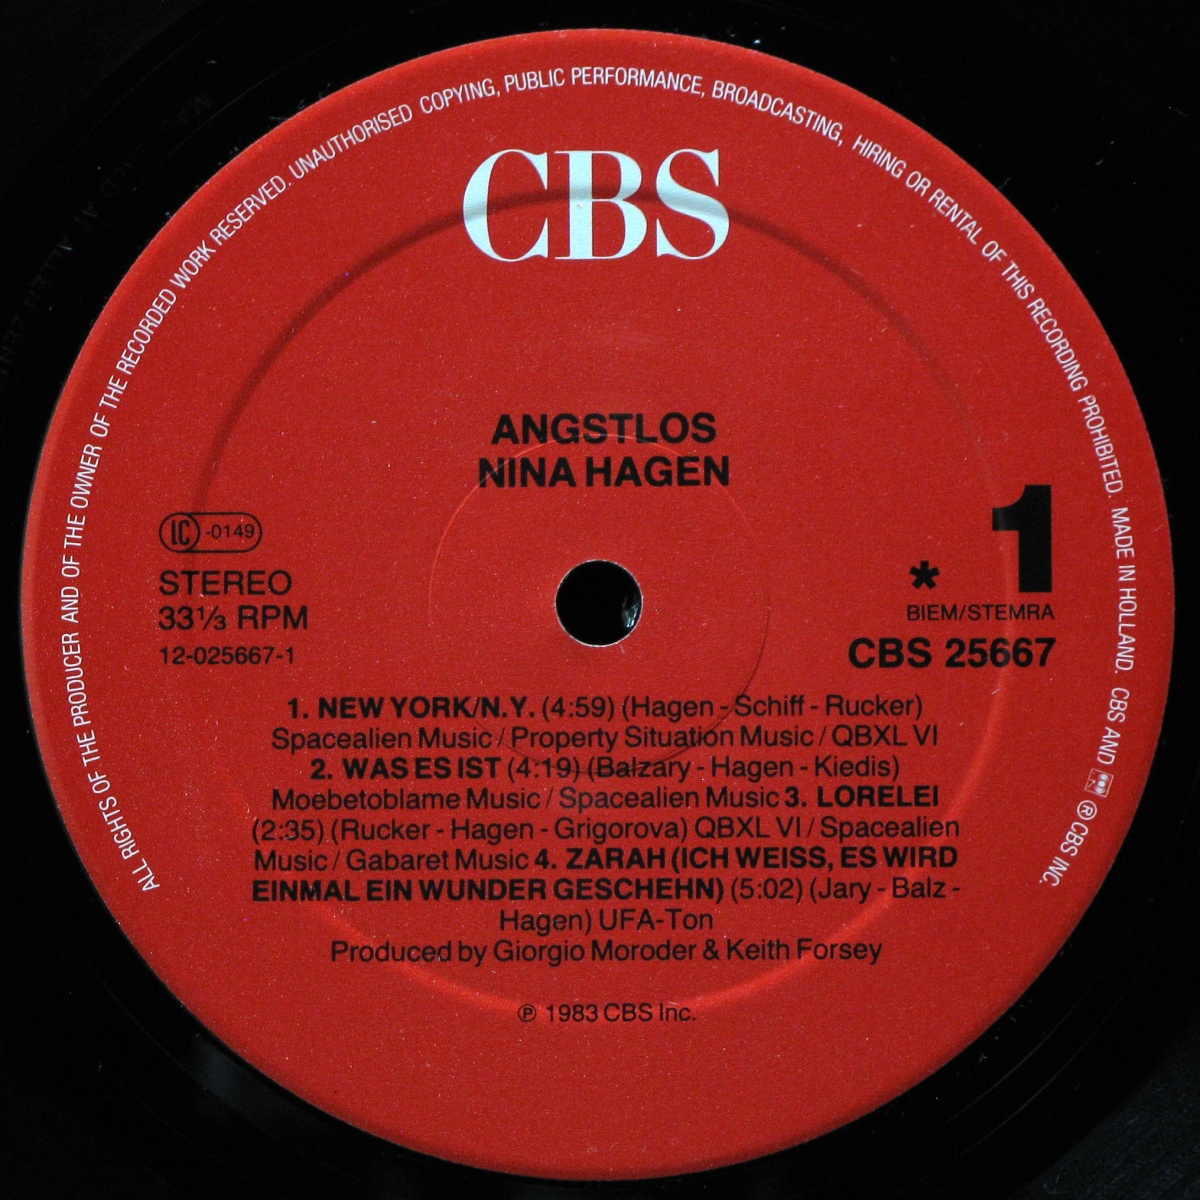 ALL RIGHTS OF THE PRODUCER AND OF THE OWNER OF THE RECORDED WORK RESERVED. UNAUTHORISED COPYING, PUBLIC PERFORMANCE, BROADCASTING, HIRING OR RENTAL OF THIS RECORDING PROHIBITED. MADE IN HOLLAND. CBS AND ℗ CBS INC.
CBS
ANGSTLOS
NINA HAGEN
LC -0149
STEREO
33⅓ RPM
12-025667-1
1
*
BIEM/STEMRA
CBS 25667
1. NEW YORK/N.Y. (4:59) (Hagen - Schiff - Rucker)
Spacealien Music / Property Situation Music / QBXL VI
2. WAS ES IST (4:19) (Balzary - Hagen - Kiedis)
Moebetoblame Music / Spacealien Music 3. LORELEI
(2:35) (Rucker - Hagen - Grigorova) QBXL VI / Spacealien
Music / Gabaret Music 4. ZARAH (ICH WEISS, ES WIRD
EINMAL EIN WUNDER GESCHEHN) (5:02) (Jary - Balz -
Hagen) UFA-Ton
Produced by Giorgio Moroder & Keith Forsey
℗ 1983 CBS Inc.